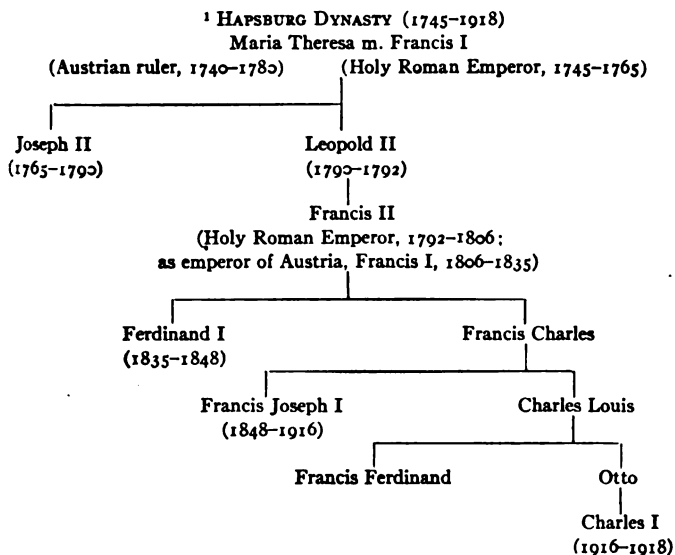 ¹ HAPSBURG DYNASTY (1745–1918)
Maria Theresa m. Francis I
(Austrian ruler, 1740–1780) (Holy Roman Emperor, 1745–1765)
Joseph II Leopold II
(1765–1790) (1790–1792)
Francis II
(Holy Roman Emperor, 1792–1806;
as emperor of Austria, Francis I, 1806–1835)
Ferdinand I Francis Charles
(1835–1848)
Francis Joseph I Charles Louis
(1848–1916)
Francis Ferdinand Otto
Charles I
(1916–1918)